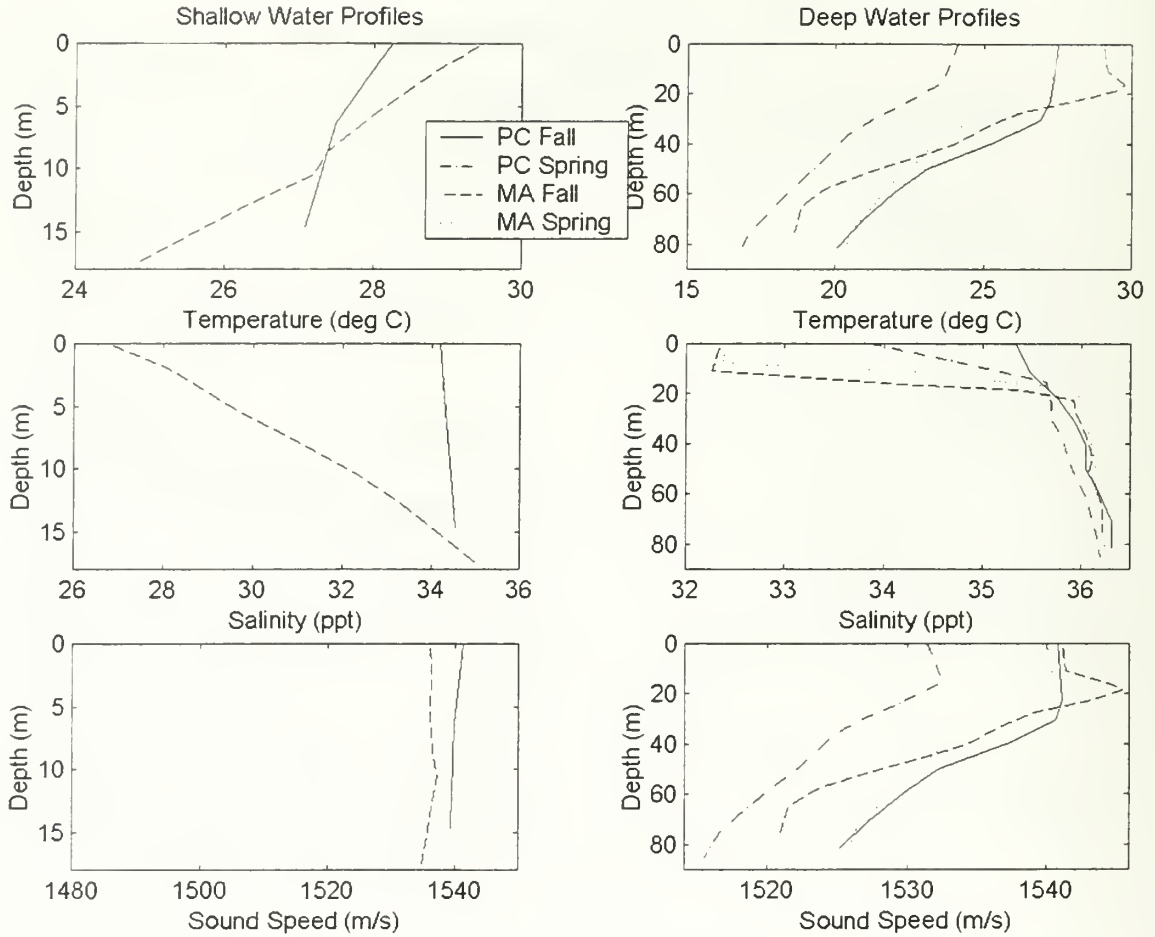 Shallow Water Profiles
0
5
10
15
Depth (m)
24
26
28
30
Temperature (deg C)
PC Fall
PC Spring
MA Fall
MA Spring
Deep Water Profiles
0
20
40
60
80
Depth (m)
15
20
25
30
Temperature (deg C)
0
5
10
15
Depth (m)
26
28
30
32
34
36
Salinity (ppt)
0
20
40
60
80
Depth (m)
32
33
34
35
36
Salinity (ppt)
0
5
10
15
Depth (m)
1480
1500
1520
1540
Sound Speed (m/s)
0
20
40
60
80
Depth (m)
1520
1530
1540
Sound Speed (m/s)